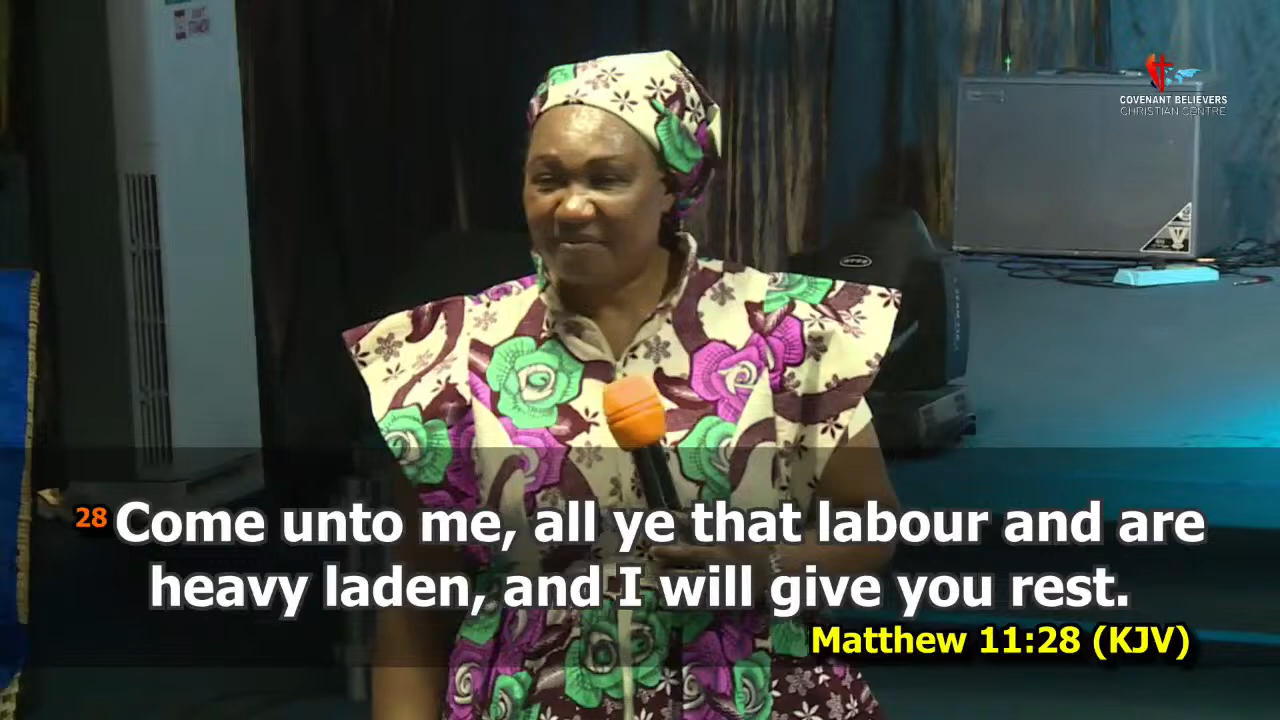 COVENANT BELIEVERS
CHRISTIAN CENTRE
28 Come unto me, all ye that labour and are
heavy laden, and I will give you rest.
Matthew 11:28 (KJV)